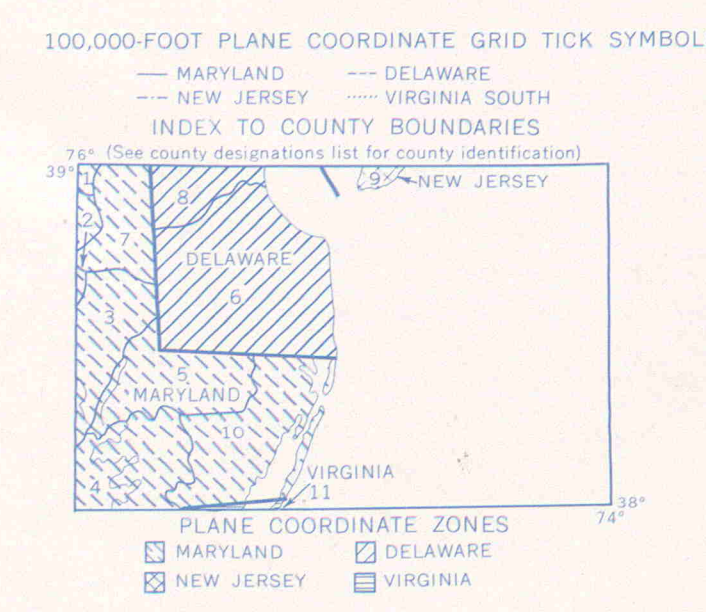 100,000-FOOT PLANE COORDINATE GRID TICK SYMBOL
MARYLAND DELAWARE
NEW JERSEY VIRGINIA SOUTH
INDEX TO COUNTY BOUNDARIES
76° (See county designations list for county identification)
39°
1 8 9 NEW JERSEY
2 7
DELAWARE
6
3
5
MARYLAND
10
VIRGINIA
4 11
38°
74°
PLANE COORDINATE ZONES
MARYLAND DELAWARE
NEW JERSEY VIRGINIA